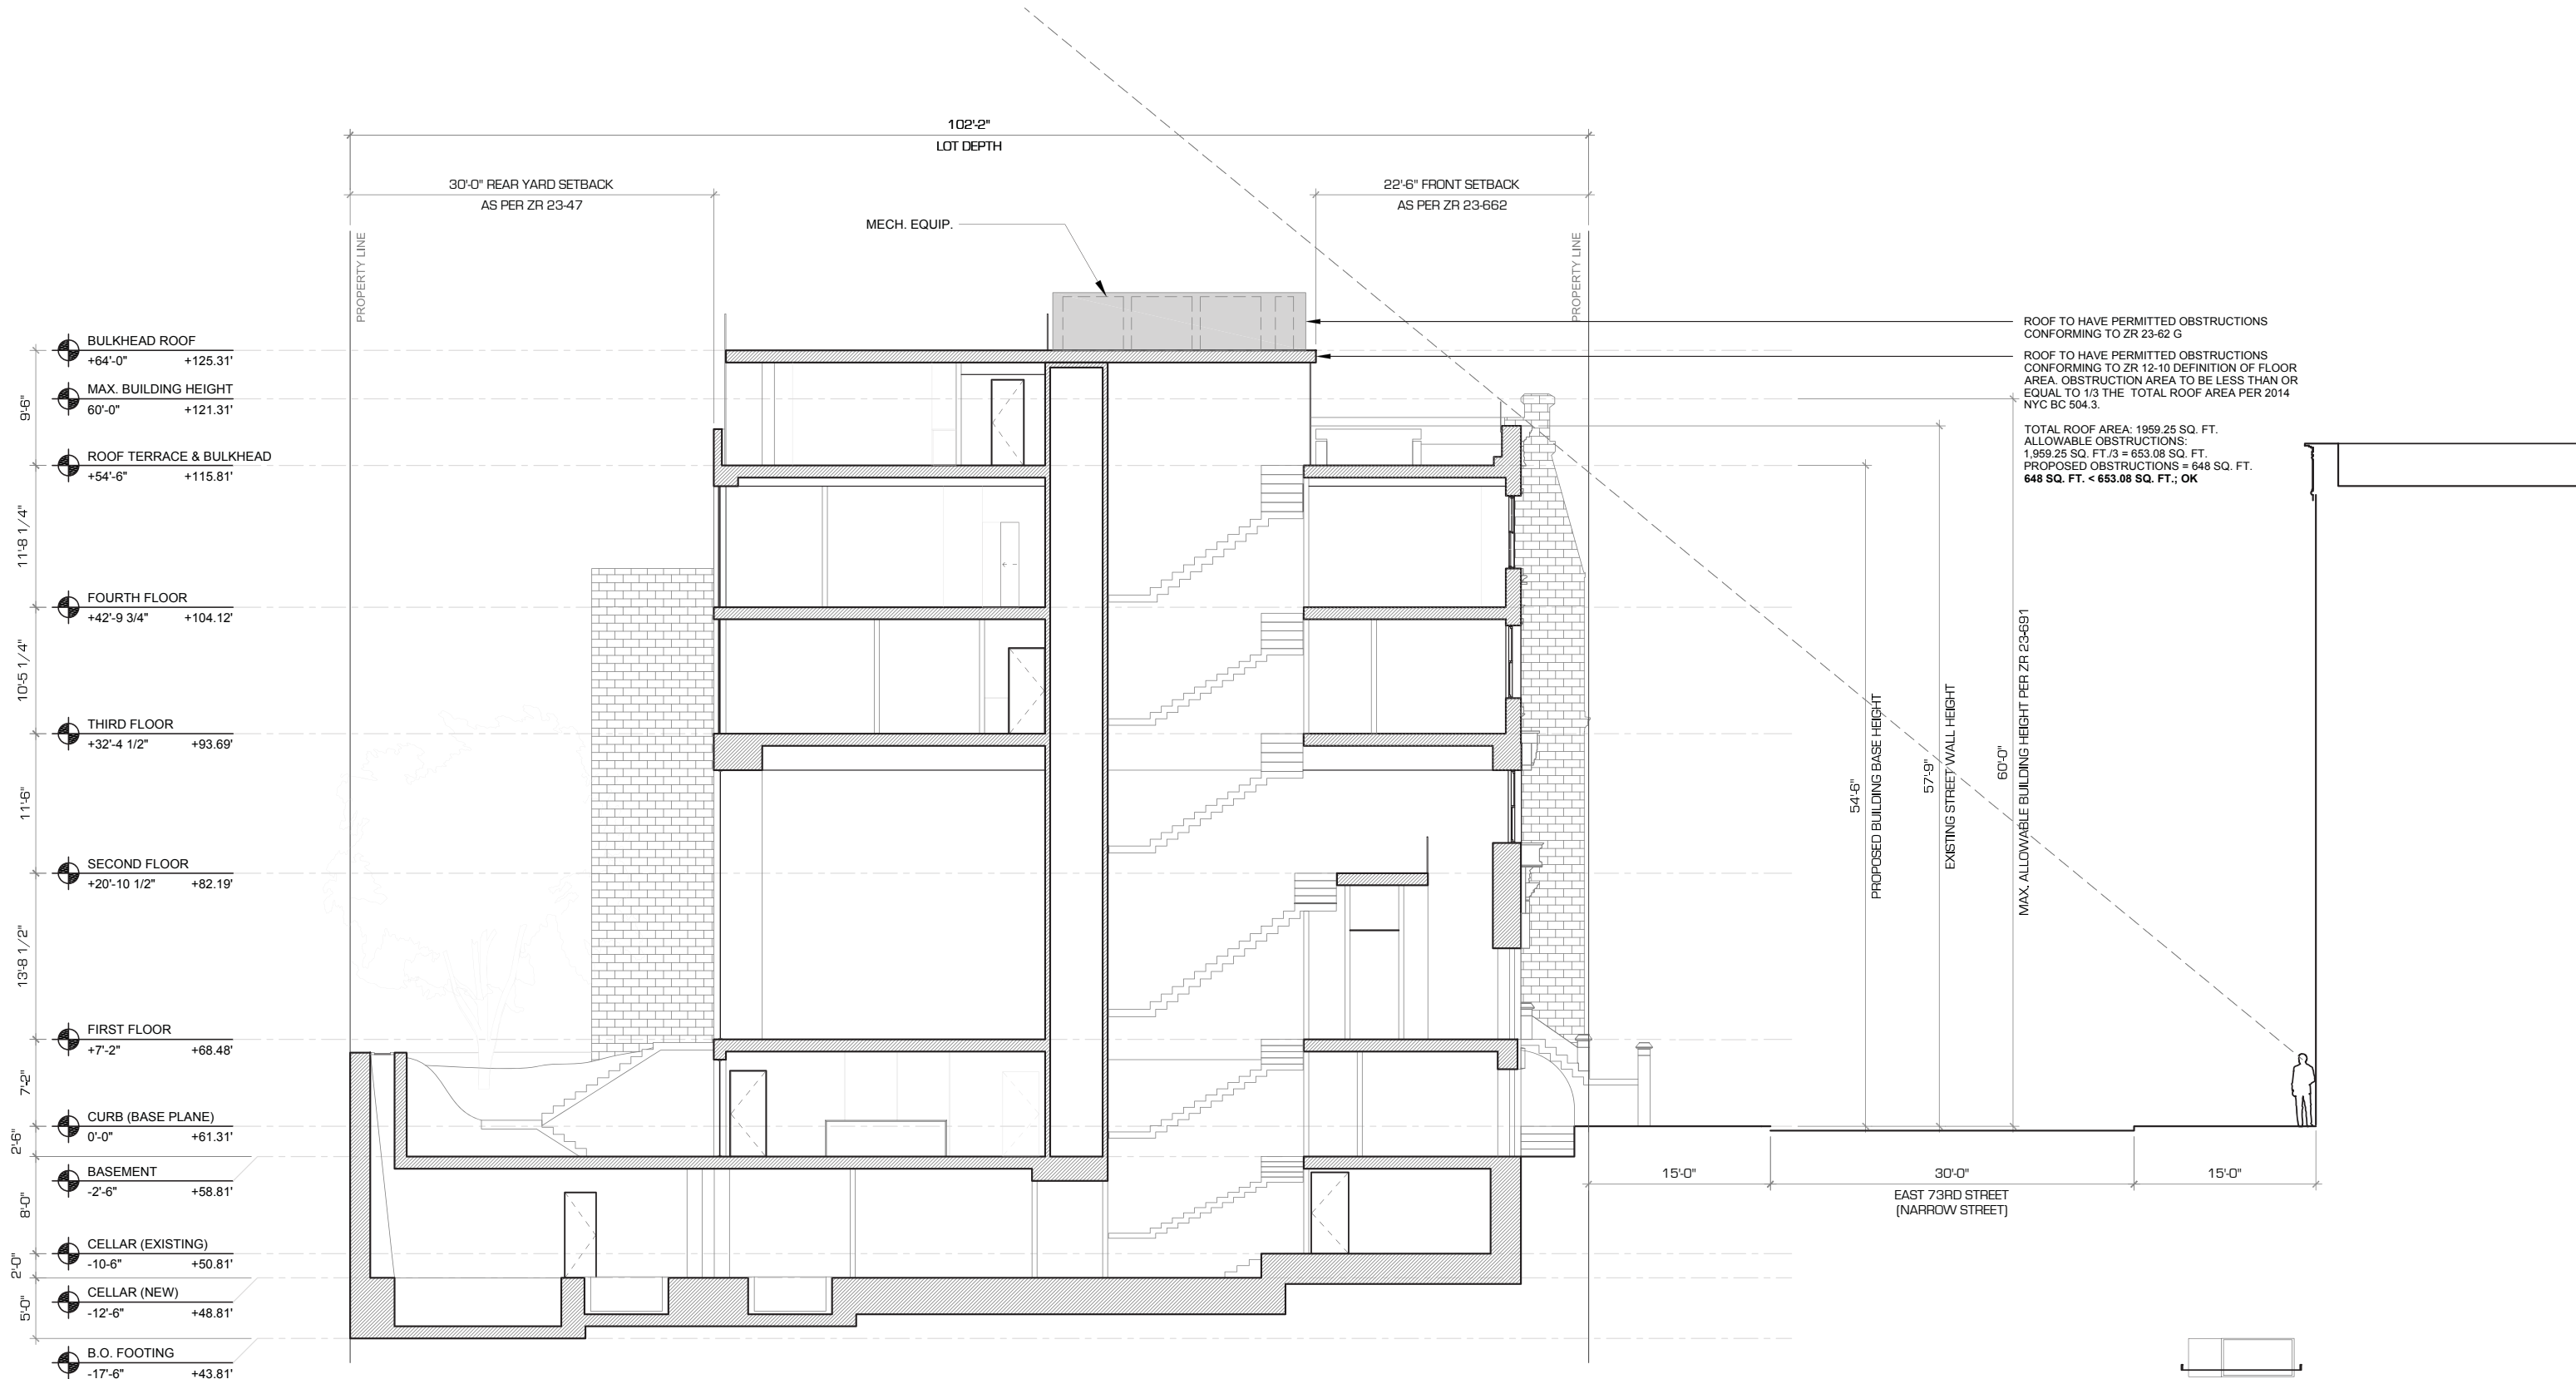 102'-2"
LOT DEPTH
30'-0" REAR YARD SETBACK
AS PER ZR 23-47
22'-6" FRONT SETBACK
AS PER ZR 23-662
MECH. EQUIP.
PROPERTY LINE
PROPERTY LINE
ROOF TO HAVE PERMITTED OBSTRUCTIONS
CONFORMING TO ZR 23-62 G
ROOF TO HAVE PERMITTED OBSTRUCTIONS
CONFORMING TO ZR 12-10 DEFINITION OF FLOOR
AREA. OBSTRUCTION AREA TO BE LESS THAN OR
EQUAL TO 1/3 THE TOTAL ROOF AREA PER 2014
NYC BC 504.3.
TOTAL ROOF AREA: 1959.25 SQ. FT.
ALLOWABLE OBSTRUCTIONS:
1,959.25 SQ. FT./3 = 653.08 SQ. FT.
PROPOSED OBSTRUCTIONS = 648 SQ. FT.
648 SQ. FT. < 653.08 SQ. FT.; OK
BULKHEAD ROOF
+64'-0" +125.31'
MAX. BUILDING HEIGHT
60'-0" +121.31'
ROOF TERRACE & BULKHEAD
+54'-6" +115.81'
FOURTH FLOOR
+42'-9 3/4" +104.12'
THIRD FLOOR
+32'-4 1/2" +93.69'
SECOND FLOOR
+20'-10 1/2" +82.19'
FIRST FLOOR
+7'-2" +68.48'
CURB (BASE PLANE)
0'-0" +61.31'
BASEMENT
-2'-6" +58.81'
CELLAR (EXISTING)
-10-6" +50.81'
CELLAR (NEW)
-12'-6" +48.81'
B.O. FOOTING
-17'-6" +43.81'
9'-6"
11'-8 1/4"
10'-5 1/4"
11'-6"
13'-8 1/2"
7'-2"
2'-6"
8'-0"
2'-0"
5'-0"
54'-6"
PROPOSED BUILDING BASE HEIGHT
57'-9"
EXISTING STREET WALL HEIGHT
60'-0"
MAX. ALLOWABLE BUILDING HEIGHT PER ZR 23-691
15'-0"
30'-0"
15'-0"
EAST 73RD STREET
(NARROW STREET)